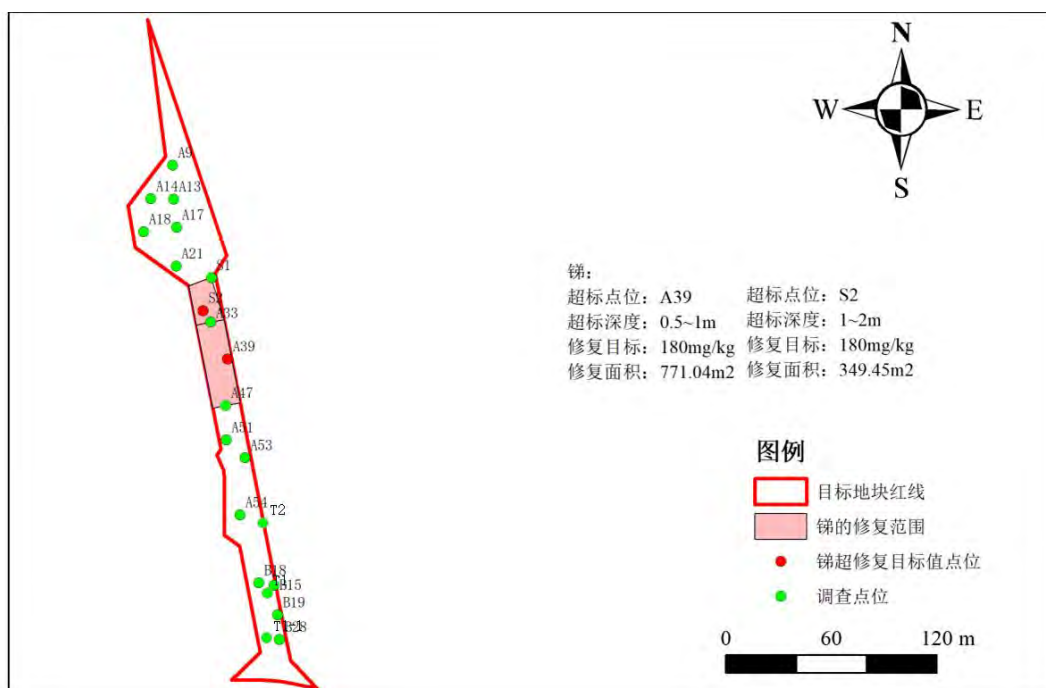 N
W E
S
A9
A14 A13
A18 A17
A21 S1
S2
A33
A39
A47
A51
A53
A54 T2
B18
B15
B19
B28
锑：
超标点位：A39 超标点位：S2
超标深度：0.5~1m 超标深度：1~2m
修复目标：180mg/kg 修复目标：180mg/kg
修复面积：771.04m2 修复面积：349.45m2
图例
目标地块红线
锑的修复范围
锑超修复目标值点位
调查点位
0 60 120 m